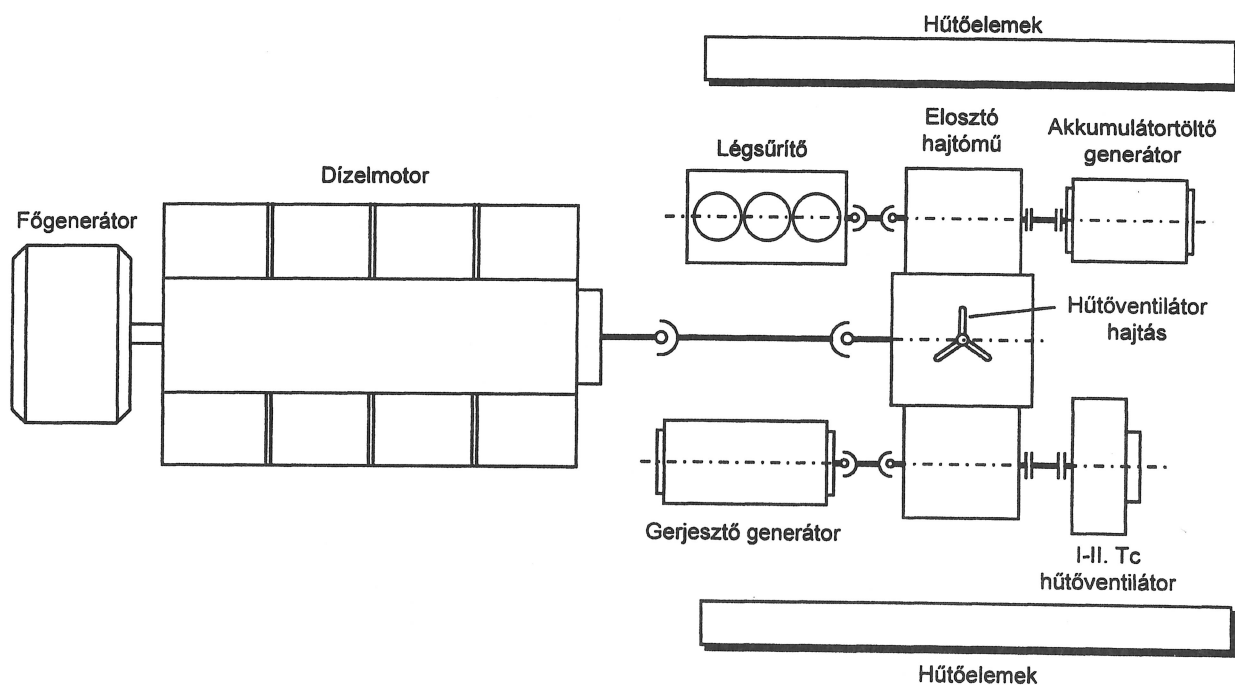 Hűtőelemek
Elosztó
hajtómű
Akkumulátortöltő
generátor
Légsűrítő
Dízelmotor
Főgenerátor
Hűtőventilátor
hajtás
Gerjesztő generátor
I-II. Tc
hűtőventilátor
Hűtőelemek